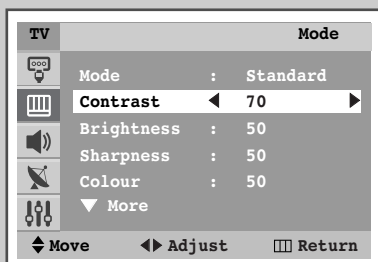 TV Mode
Mode : Standard
Contrast ◀ 70 ▶
Brightness : 50
Sharpness : 50
Colour : 50
▼ More
Move Adjust Return